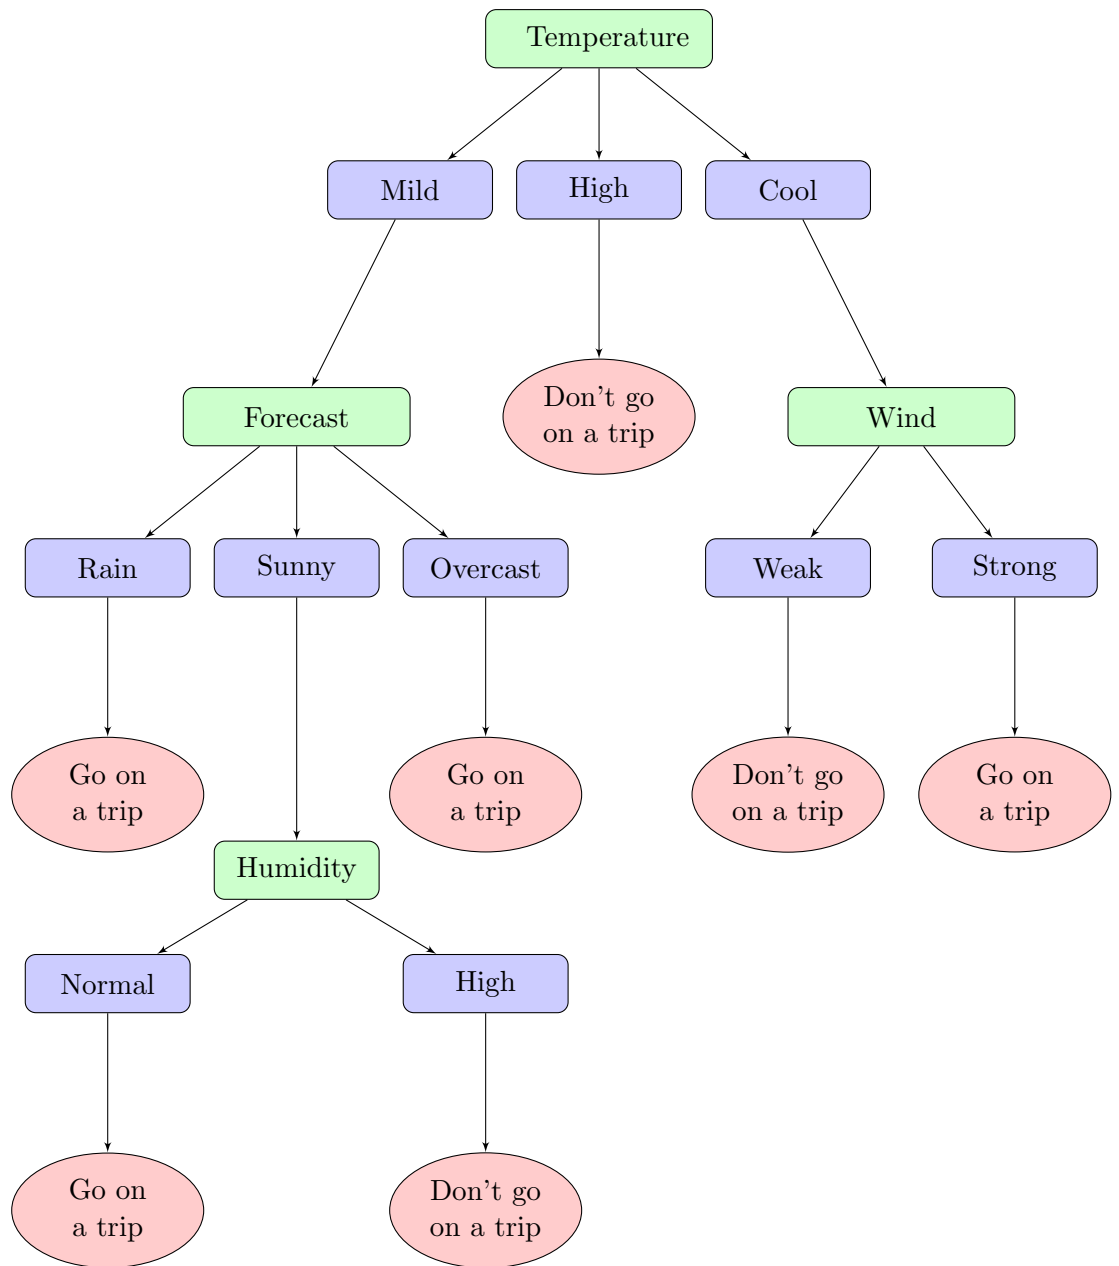 Temperature
Mild
High
Cool
Forecast
Don't go
on a trip
Wind
Rain
Sunny
Overcast
Weak
Strong
Go on
a trip
Go on
a trip
Don't go
on a trip
Go on
a trip
Humidity
Normal
High
Go on
a trip
Don't go
on a trip